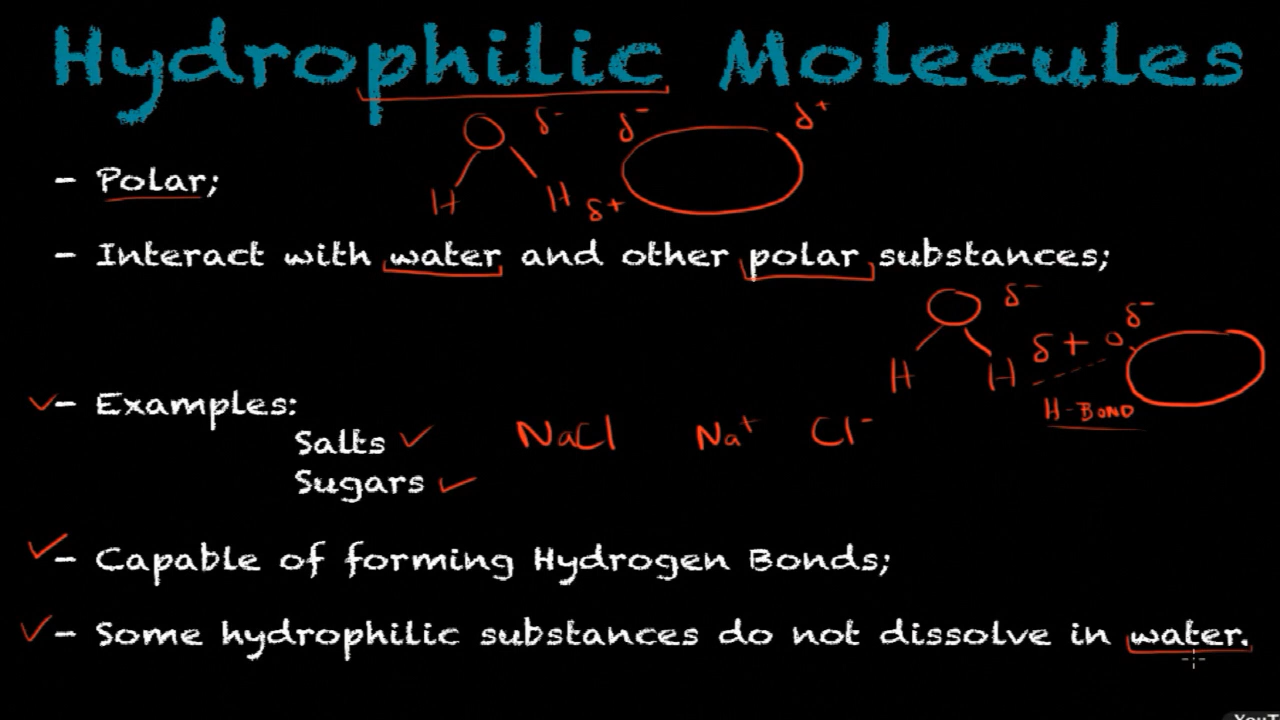 Hydrophilic Molecules
δ- δ- δ+
- Polar;
H H δ+
- Interact with water and other polar substances;
δ- δ-
δ+
H H
- Examples:
H-BOND
Salts NaCl Na+ Cl-
Sugars
- Capable of forming Hydrogen Bonds;
- Some hydrophilic substances do not dissolve in water.